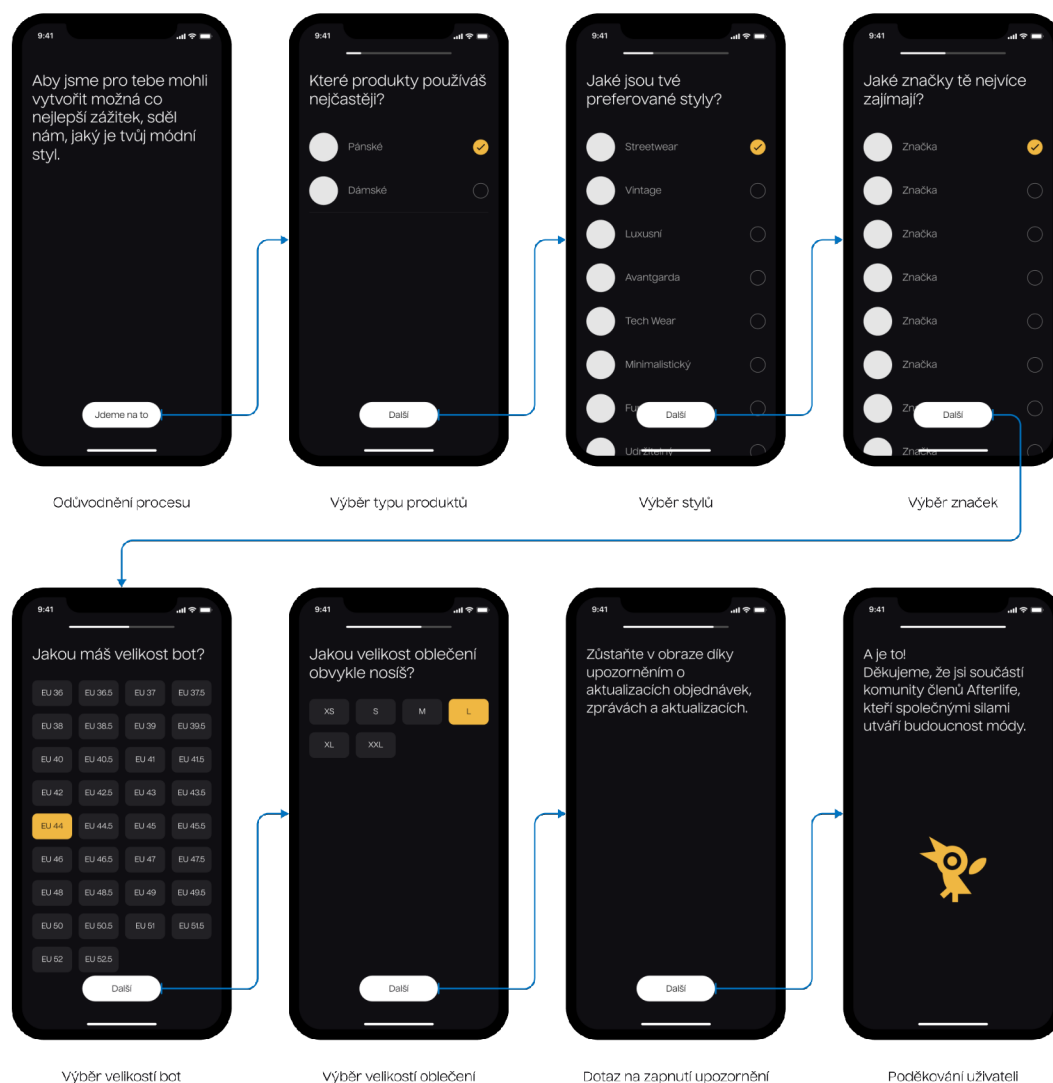 9:41
Aby jsme pro tebe mohli
vytvořit možná co
nejlepší zážitek, sděl
nám, jaký je tvůj módní
styl.
Jdeme na to
Odůvodnění procesu
9:41
Které produkty používáš
nejčastěji?
Pánské
Dámské
Další
Výběr typu produktů
9:41
Jaké jsou tvé
preferované styly?
Streetwear
Vintage
Luxusní
Avantgarda
Tech Wear
Minimalistický
Další
Udržitelný
Výběr stylů
9:41
Jaké značky tě nejvíce
zajímají?
Značka
Značka
Značka
Značka
Značka
Značka
Další
Značka
Výběr značek
9:41
Jakou máš velikost bot?
EU 36 EU 36.5 EU 37 EU 37.5
EU 38 EU 38.5 EU 39 EU 39.5
EU 40 EU 40.5 EU 41 EU 41.5
EU 42 EU 42.5 EU 43 EU 43.5
EU 44 EU 44.5 EU 45 EU 45.5
EU 46 EU 46.5 EU 47 EU 47.5
EU 48 EU 48.5 EU 49 EU 49.5
EU 50 EU 50.5 EU 51 EU 51.5
EU 52 EU 52.5
Další
Výběr velikostí bot
9:41
Jakou velikost oblečení
obvykle nosíš?
XS S M L
XL XXL
Další
Výběr velikostí oblečení
9:41
Zůstaňte v obraze díky
upozorněním o
aktualizacích objednávek,
zprávách a aktualizacích.
Další
Dotaz na zapnutí upozornění
9:41
A je to!
Děkujeme, že jsi součástí
komunity členů Afterlife,
kteří společnými silami
utváří budoucnost módy.
Poděkování uživateli